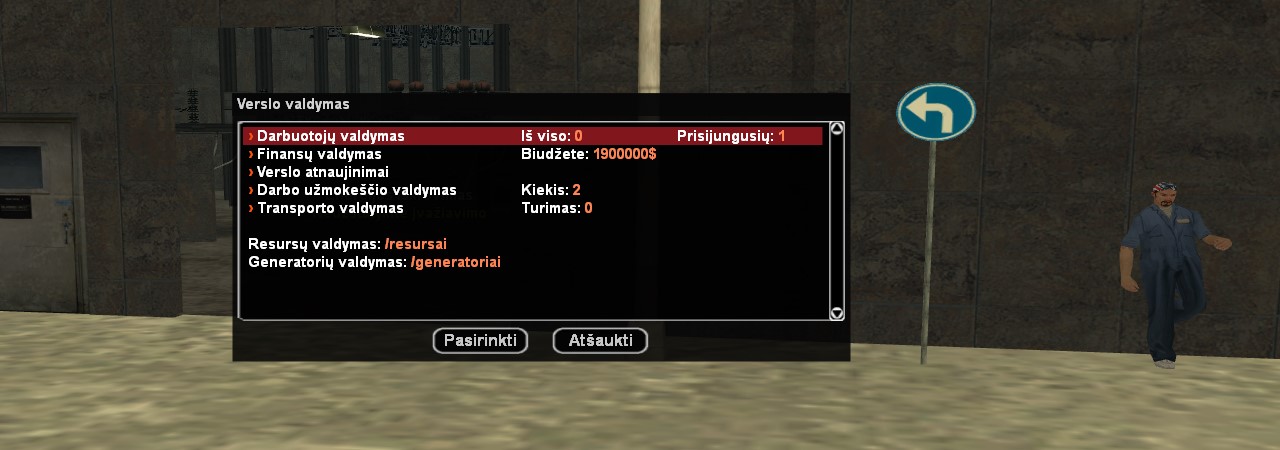 Verslo valdymas
› Darbuotojų valdymas Iš viso: 0 Prisijungusių: 1
› Finansų valdymas Biudžete: 1900000$
› Verslo atnaujinimai
› Darbo užmokeščio valdymas Kiekis: 2
› Transporto valdymas Turimas: 0
Resursų valdymas: /resursai
Generatorių valdymas: /generatoriai
Pasirinkti Atšaukti